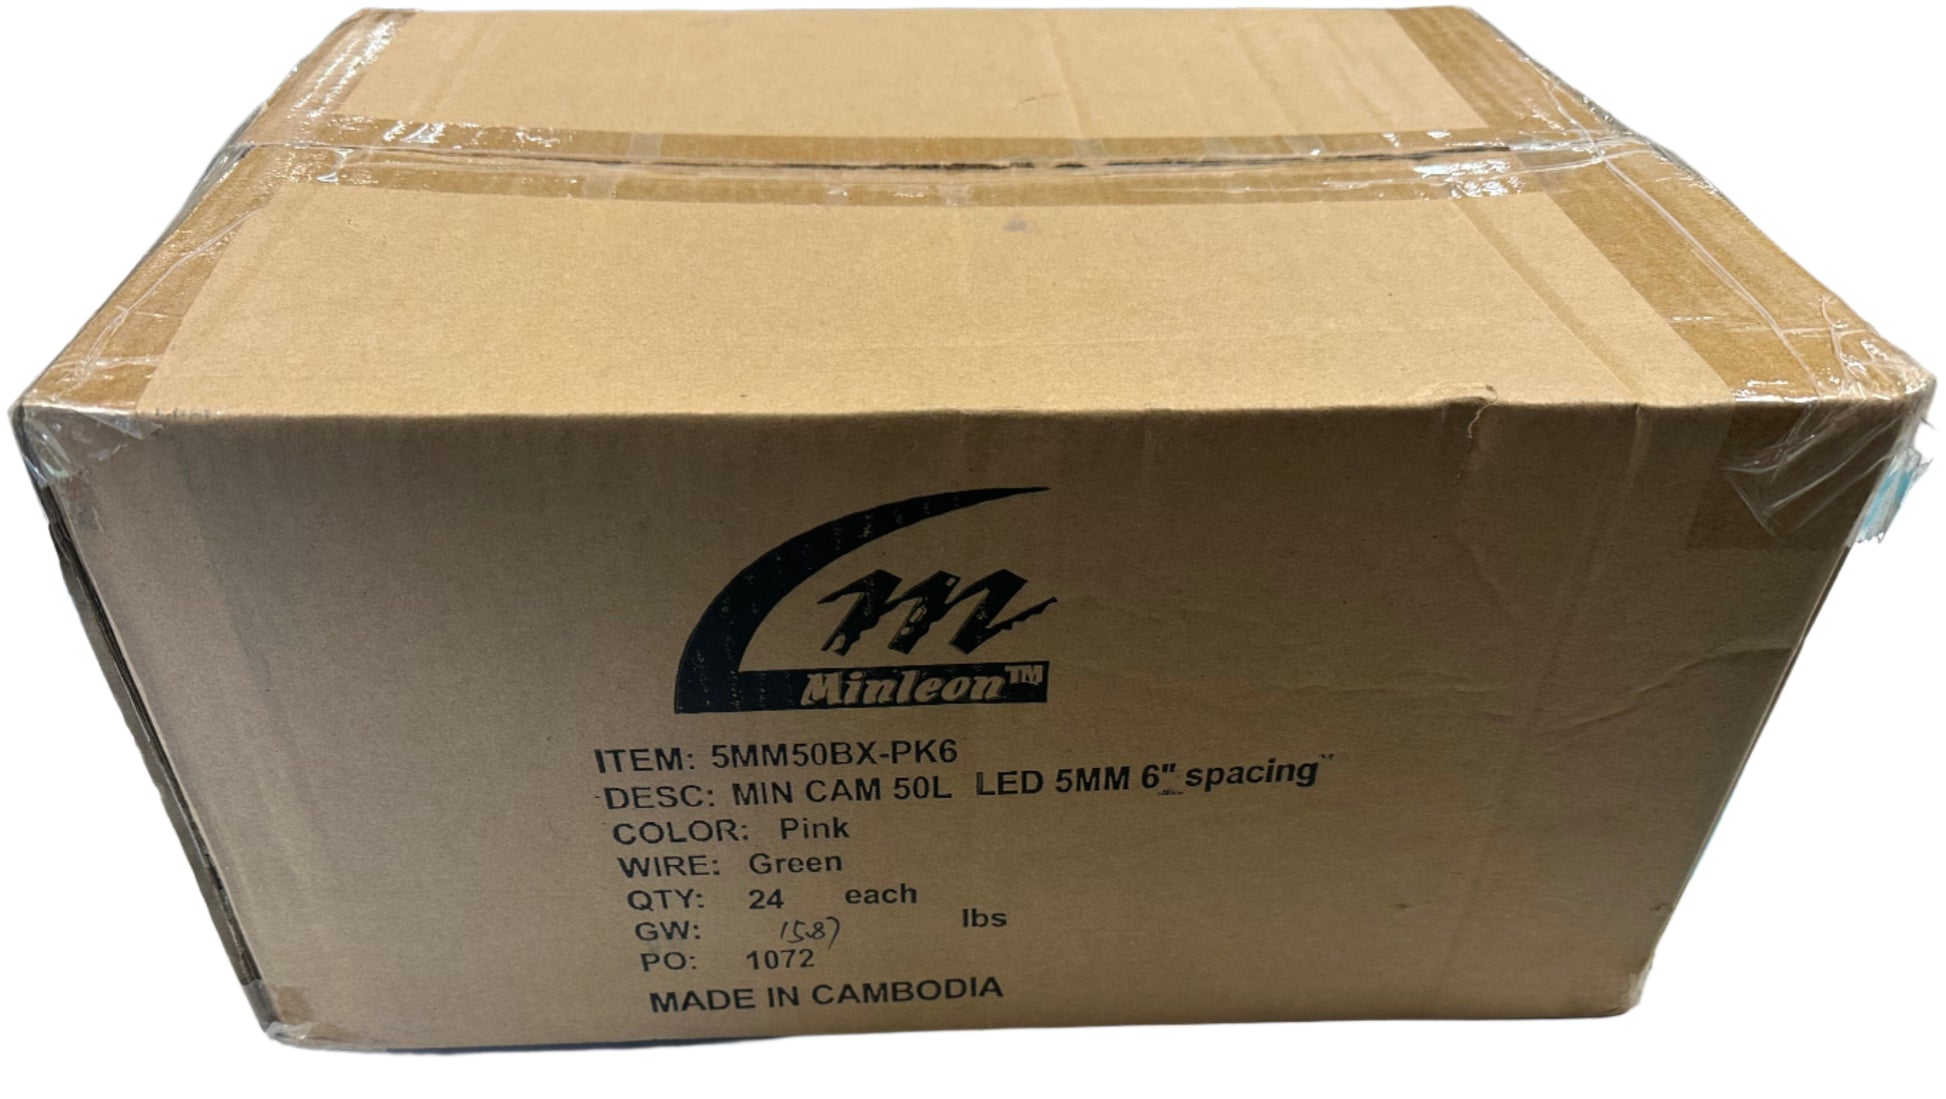 m
Minleon™
ITEM: 5MM50BX-PK6
DESC: MIN CAM 50L LED 5MM 6" spacing
COLOR: Pink
WIRE: Green
QTY: 24 each
GW: 15.87 lbs
PO: 1072
MADE IN CAMBODIA